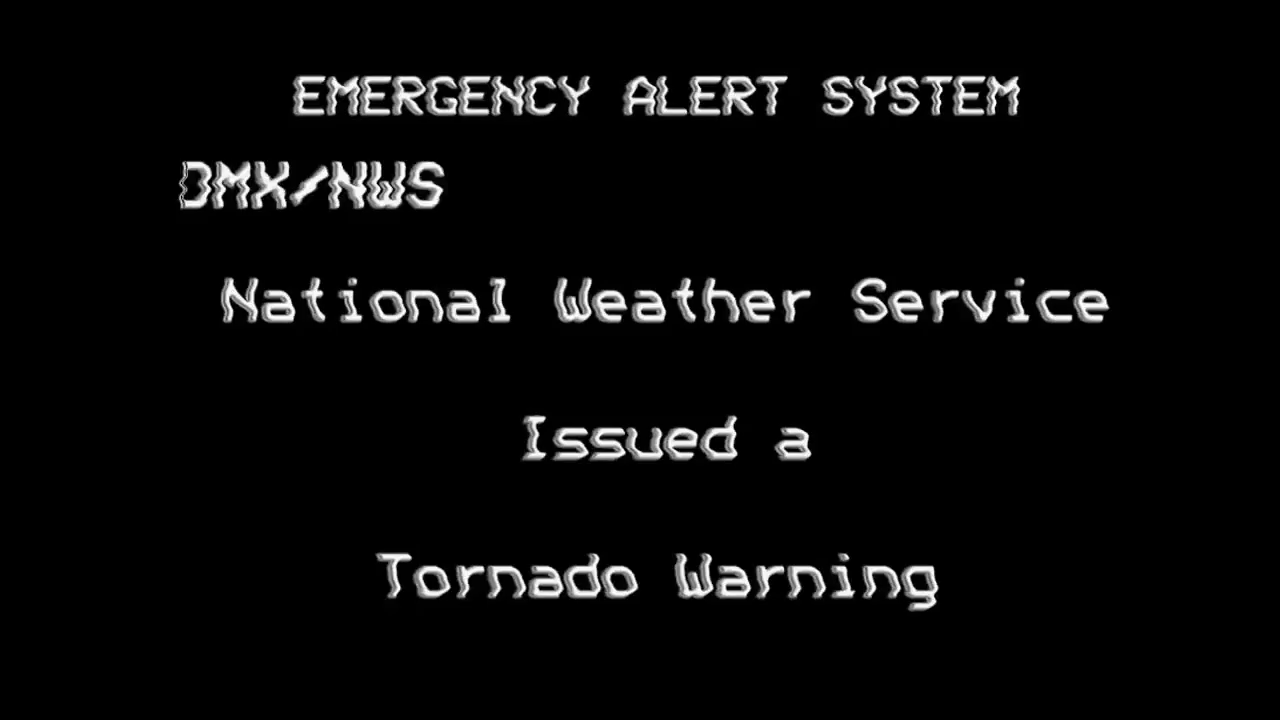 EMERGENCY ALERT SYSTEM
DMX/NWS
National Weather Service
Issued a
Tornado Warning